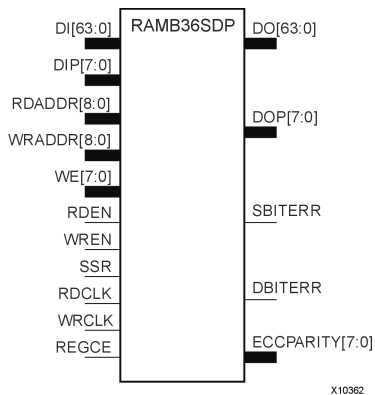 RAMB36SDP
DI[63:0]
DIP[7:0]
RDADDR[8:0]
WRADDR[8:0]
WE[7:0]
RDEN
WREN
SSR
RDCLK
WRCLK
REGCE
DO[63:0]
DOP[7:0]
SBITERR
DBITERR
ECCPARITY[7:0]
X10362